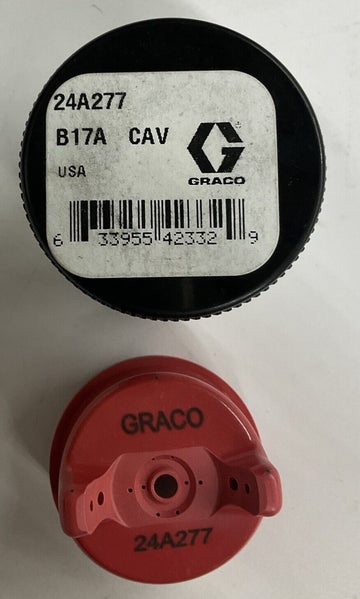 24A277
B17A CAV
USA
GRACO
6 33955 42332 9
GRACO
24A277